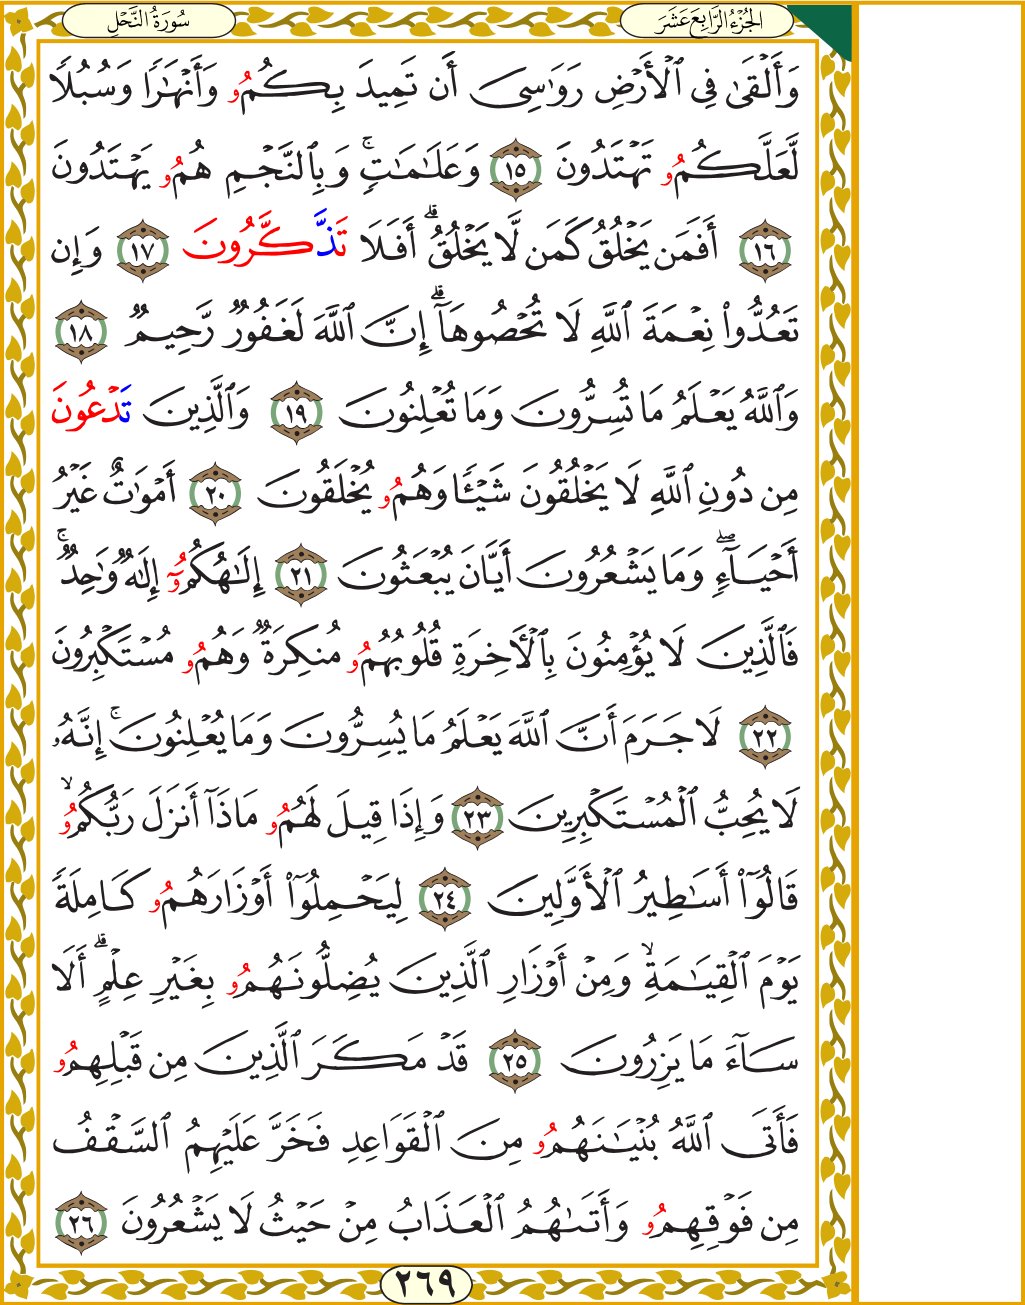 سُورَةُ النَّحْلِ
الجُزْءُ الرَّابِعَ عَشَرَ
وَأَلْقَىٰ فِي ٱلْأَرْضِ رَوَٰسِيَ أَن تَمِيدَ بِكُمُو وَأَنْهَٰرًا وَسُبُلًا
لَّعَلَّكُمُو تَهْتَدُونَ ١٥ وَعَلَٰمَٰتٍ ۚ وَبِٱلنَّجْمِ هُمُو يَهْتَدُونَ
١٦ أَفَمَن يَخْلُقُ كَمَن لَّا يَخْلُقُ ۗ أَفَلَا تَذَّكَّرُونَ ١٧ وَإِن
تَعُدُّوا۟ نِعْمَةَ ٱللَّهِ لَا تُحْصُوهَآ ۗ إِنَّ ٱللَّهَ لَغَفُورٌ رَّحِيمٌ ١٨
وَٱللَّهُ يَعْلَمُ مَا تُسِرُّونَ وَمَا تُعْلِنُونَ ١٩ وَٱلَّذِينَ تَدْعُونَ
مِن دُونِ ٱللَّهِ لَا يَخْلُقُونَ شَيْـًٔا وَهُمُو يُخْلَقُونَ ٢٠ أَمْوَٰتٌ غَيْرُ
أَحْيَآءٍ ۖ وَمَا يَشْعُرُونَ أَيَّانَ يُبْعَثُونَ ٢١ إِلَٰهُكُمُوٓ إِلَٰهٌ وَٰحِدٌ ۚ
فَٱلَّذِينَ لَا يُؤْمِنُونَ بِٱلْأَخِرَةِ قُلُوبُهُمُو مُنكِرَةٌ وَهُمُو مُسْتَكْبِرُونَ
٢٢ لَا جَرَمَ أَنَّ ٱللَّهَ يَعْلَمُ مَا يُسِرُّونَ وَمَا يُعْلِنُونَ ۚ إِنَّهُۥ
لَا يُحِبُّ ٱلْمُسْتَكْبِرِينَ ٢٣ وَإِذَا قِيلَ لَهُمُو مَاذَآ أَنزَلَ رَبُّكُمُو ۙ
قَالُوٓا۟ أَسَٰطِيرُ ٱلْأَوَّلِينَ ٢٤ لِيَحْمِلُوٓا۟ أَوْزَارَهُمُو كَامِلَةً
يَوْمَ ٱلْقِيَٰمَةِ ۙ وَمِنْ أَوْزَارِ ٱلَّذِينَ يُضِلُّونَهُمُو بِغَيْرِ عِلْمٍ ۗ أَلَا
سَآءَ مَا يَزِرُونَ ٢٥ قَدْ مَكَرَ ٱلَّذِينَ مِن قَبْلِهِمُو
فَأَتَى ٱللَّهُ بُنْيَٰنَهُمُو مِنَ ٱلْقَوَاعِدِ فَخَرَّ عَلَيْهِمُ ٱلسَّقْفُ
مِن فَوْقِهِمُو وَأَتَىٰهُمُ ٱلْعَذَابُ مِنْ حَيْثُ لَا يَشْعُرُونَ ٢٦
٢٦٩